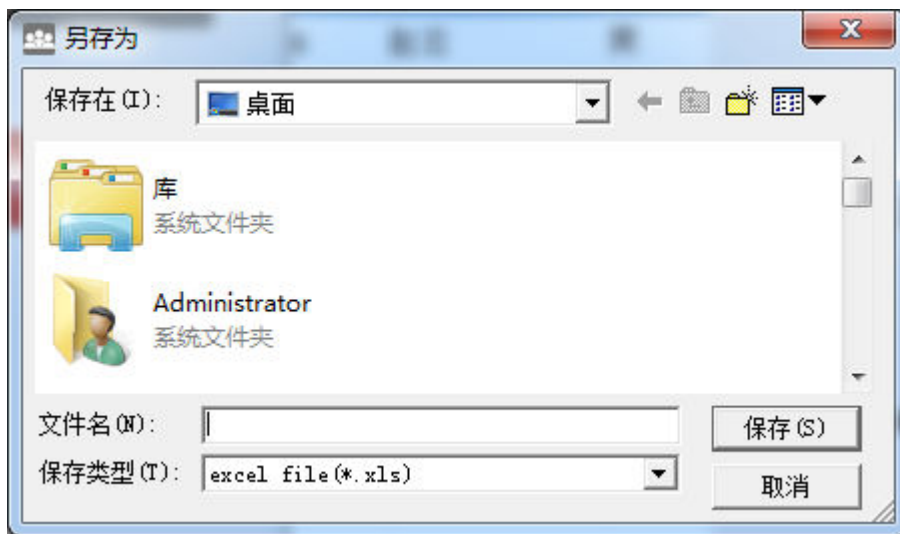 另存为
保存在(I): 桌面
库
系统文件夹
Administrator
系统文件夹
文件名(N): 保存(S)
保存类型(T): excel file(*.xls) 取消